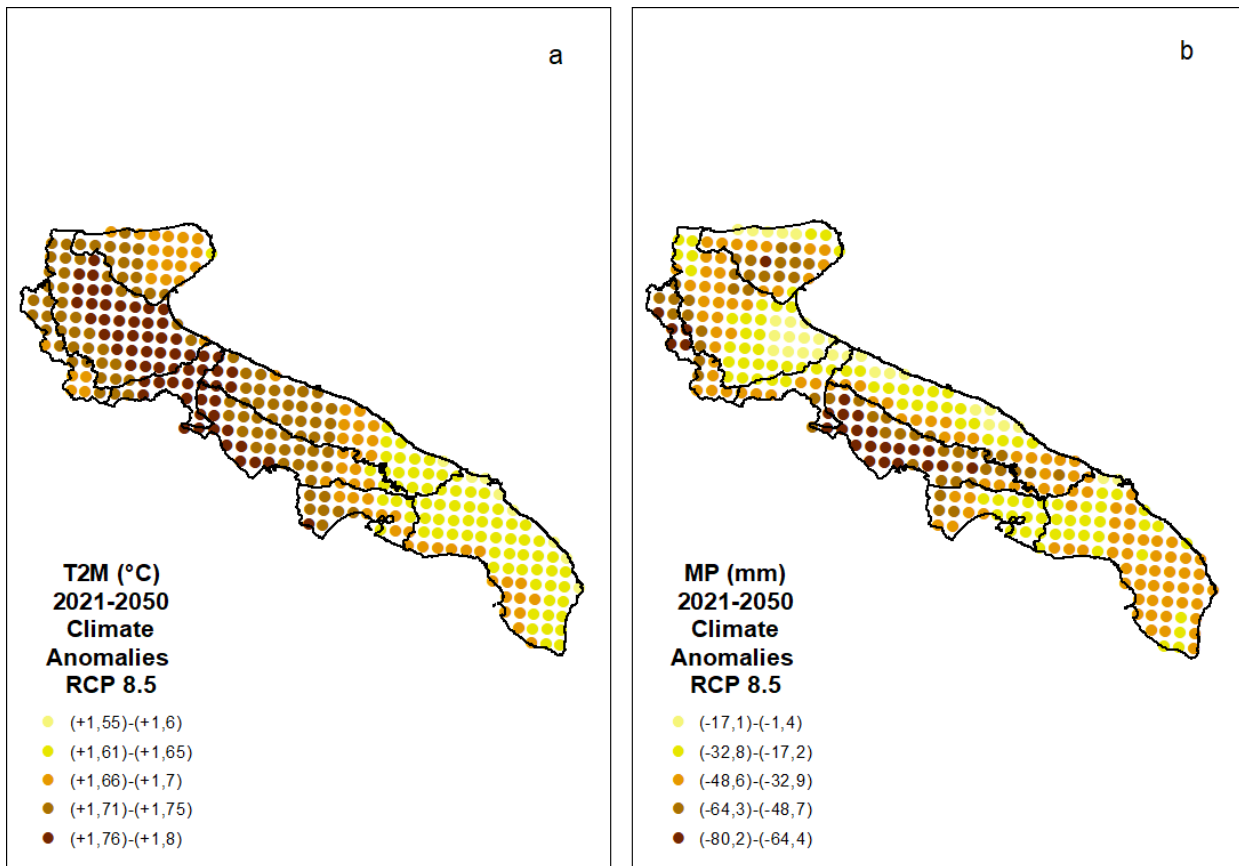 a
T2M (°C)
2021-2050
Climate
Anomalies
RCP 8.5
(+1,55)-(+1,6)
(+1,61)-(+1,65)
(+1,66)-(+1,7)
(+1,71)-(+1,75)
(+1,76)-(+1,8)
b
MP (mm)
2021-2050
Climate
Anomalies
RCP 8.5
(-17,1)-(-1,4)
(-32,8)-(-17,2)
(-48,6)-(-32,9)
(-64,3)-(-48,7)
(-80,2)-(-64,4)